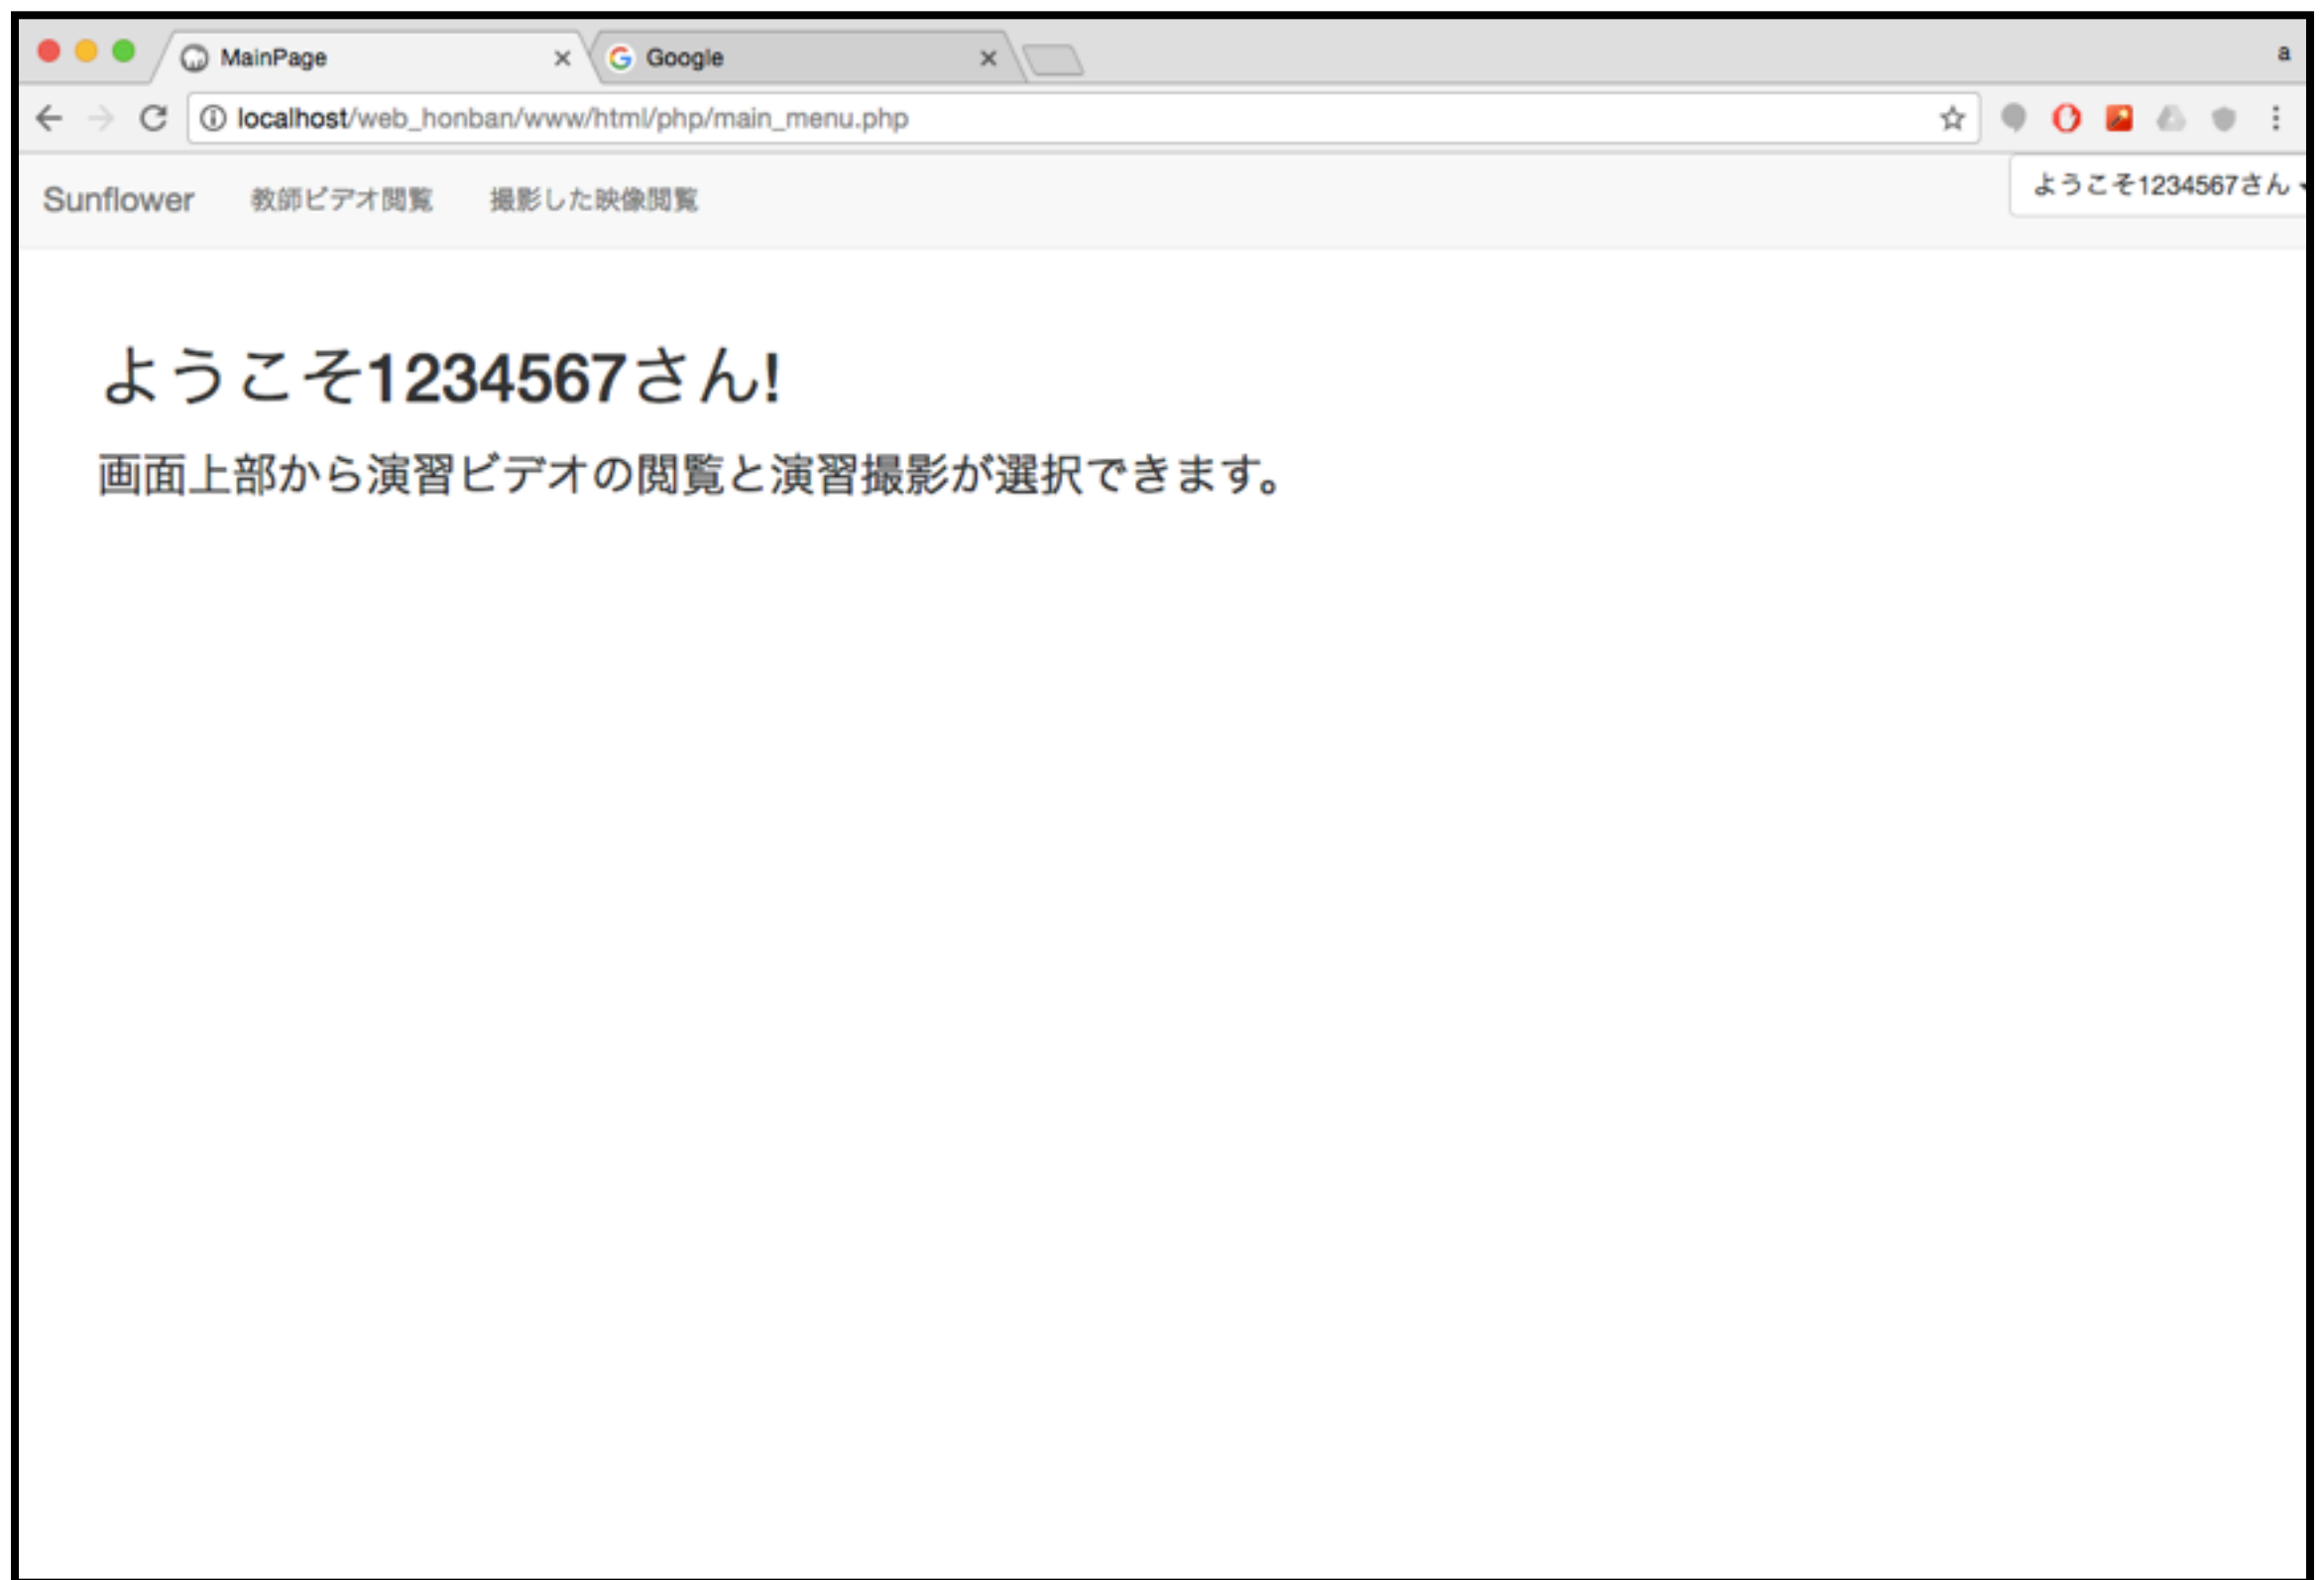 MainPage
Google
a
localhost/web_honban/www/html/php/main_menu.php
Sunflower 教師ビデオ閲覧 撮影した映像閲覧 ようこそ1234567さん
ようこそ1234567さん!
画面上部から演習ビデオの閲覧と演習撮影が選択できます。